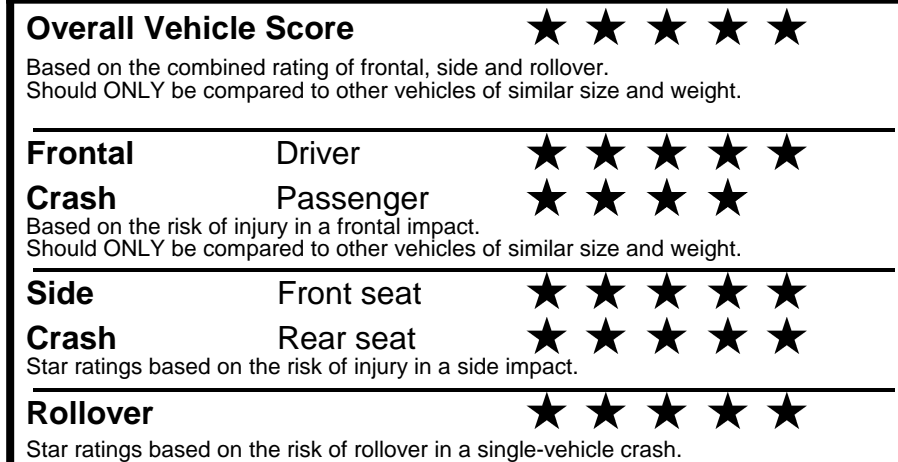 Overall Vehicle Score ★ ★ ★ ★ ★
Based on the combined rating of frontal, side and rollover.
Should ONLY be compared to other vehicles of similar size and weight.
Frontal Driver ★ ★ ★ ★ ★
Crash Passenger ★ ★ ★ ★
Based on the risk of injury in a frontal impact.
Should ONLY be compared to other vehicles of similar size and weight.
Side Front seat ★ ★ ★ ★ ★
Crash Rear seat ★ ★ ★ ★ ★
Star ratings based on the risk of injury in a side impact.
Rollover ★ ★ ★ ★ ★
Star ratings based on the risk of rollover in a single-vehicle crash.